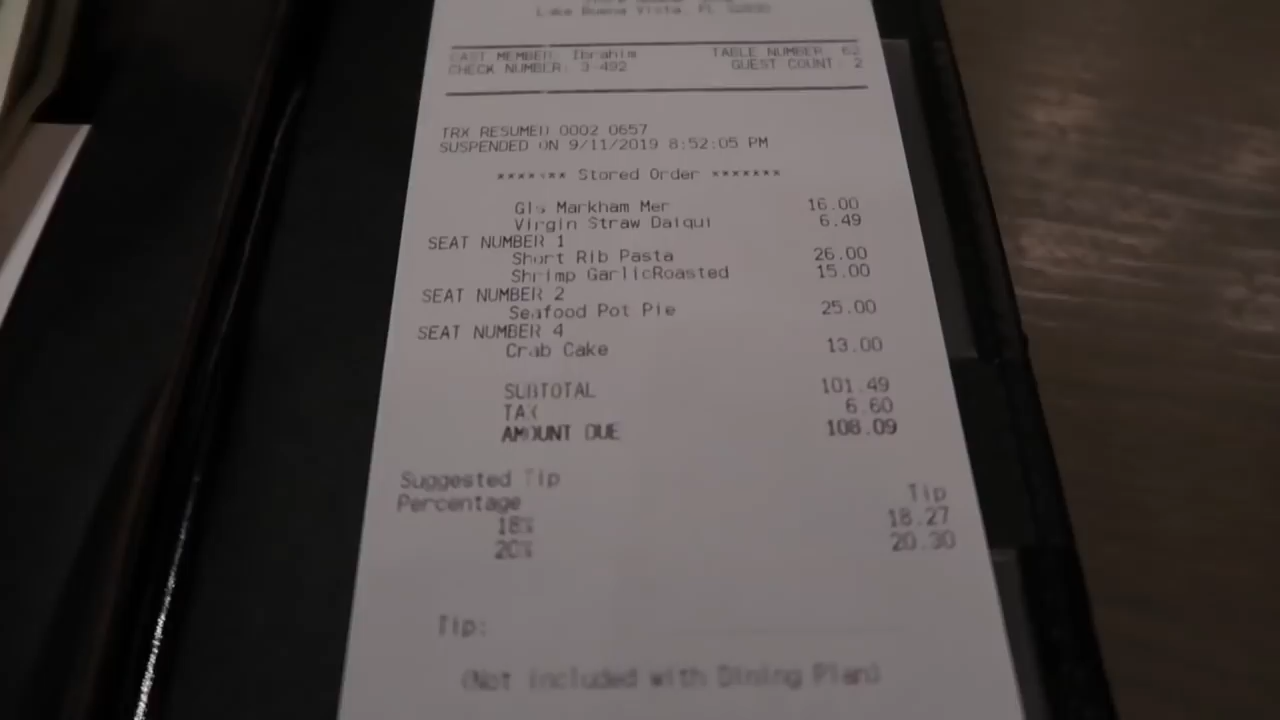 Lake Buena Vista, FL
CAST MEMBER: Ibrahim TABLE NUMBER: 62
CHECK NUMBER: 3-492 GUEST COUNT: 2
TRX RESUMED 0002 0657
SUSPENDED ON 9/11/2019 8:52:05 PM
******* Stored Order *******
Gls Markham Mer 16.00
Virgin Straw Daiqui 6.49
SEAT NUMBER 1
Short Rib Pasta 26.00
Shrimp GarlicRoasted 15.00
SEAT NUMBER 2
Seafood Pot Pie 25.00
SEAT NUMBER 4
Crab Cake 13.00
SUBTOTAL 101.49
TAX 6.60
AMOUNT DUE 108.09
Suggested Tip
Percentage Tip
18% 18.27
20% 20.30
Tip:
(Not included with Dining Plan)